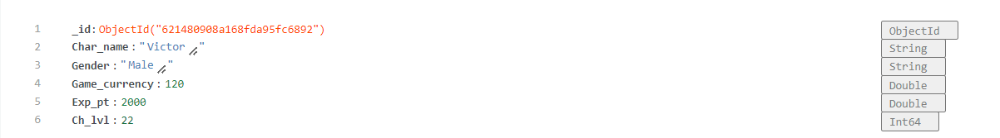 1 _id:ObjectId("621480908a168fda95fc6892") ObjectId
2 Char_name:"Victor" String
3 Gender:"Male" String
4 Game_currency:120 Double
5 Exp_pt:2000 Double
6 Ch_lvl:22 Int64